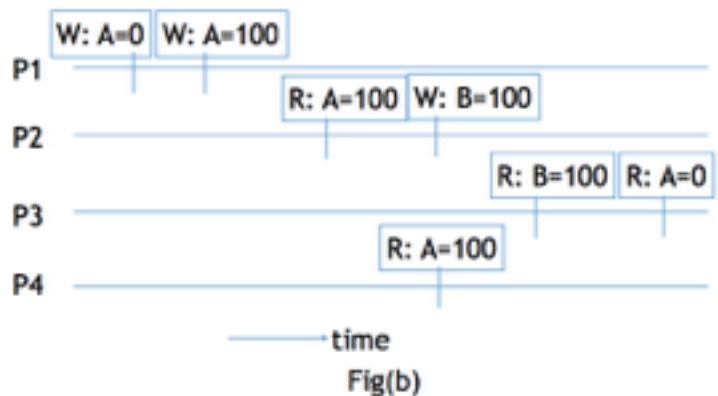 W: A=0 W: A=100
P1
R: A=100 W: B=100
P2
R: B=100 R: A=0
P3
R: A=100
P4
time
Fig(b)